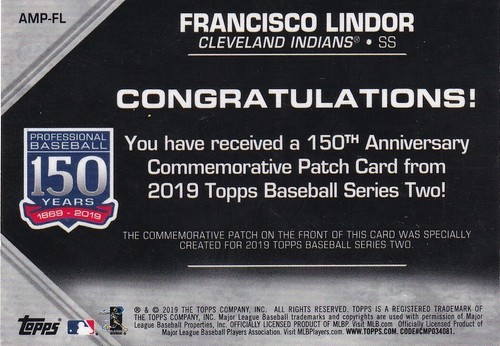 AMP-FL
FRANCISCO LINDOR
CLEVELAND INDIANS® • SS
CONGRATULATIONS!
PROFESSIONAL
BASEBALL
150
YEARS
1869 - 2019
You have received a 150TH Anniversary
Commemorative Patch Card from
2019 Topps Baseball Series Two!
THE COMMEMORATIVE PATCH ON THE FRONT OF THIS CARD WAS SPECIALLY
CREATED FOR 2019 TOPPS BASEBALL SERIES TWO.
Topps
® & © 2019 THE TOPPS COMPANY, INC. ALL RIGHTS RESERVED. TOPPS IS A REGISTERED TRADEMARK OF
THE TOPPS COMPANY, INC. Major League Baseball trademarks and copyrights are used with permission of Major
League Baseball Properties, Inc. OFFICIALLY LICENSED PRODUCT OF MLBP. Visit MLB.com Officially Licensed Product of
Major League Baseball Players Association. Visit MLBPlayers.com. WWW.TOPPS.COM. CODE#CMP034081.